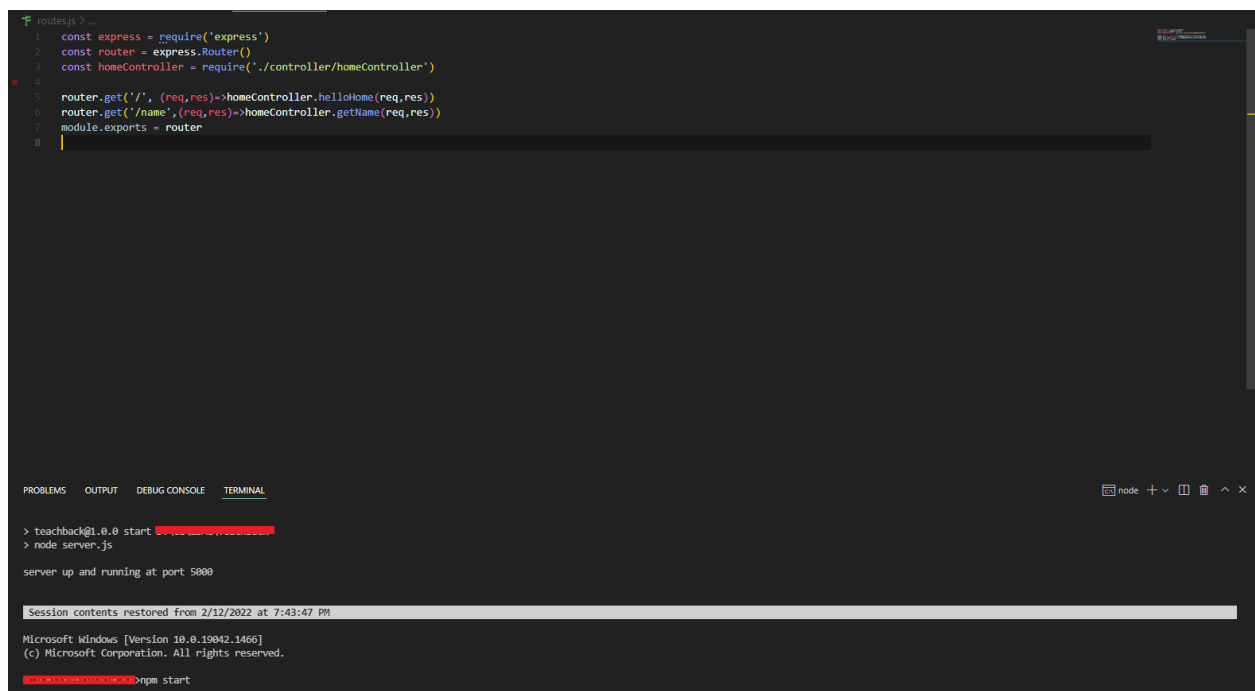 routes.js > ...
1 const express = require('express')
2 const router = express.Router()
3 const homeController = require('./controller/homeController')
4
5 router.get('/', (req,res)=>homeController.helloHome(req,res))
6 router.get('/name',(req,res)=>homeController.getName(req,res))
7 module.exports = router
8
PROBLEMS OUTPUT DEBUG CONSOLE TERMINAL node
> teachback@1.0.0 start
> node server.js
server up and running at port 5000
Session contents restored from 2/12/2022 at 7:43:47 PM
Microsoft Windows [Version 10.0.19042.1466]
(c) Microsoft Corporation. All rights reserved.
>npm start